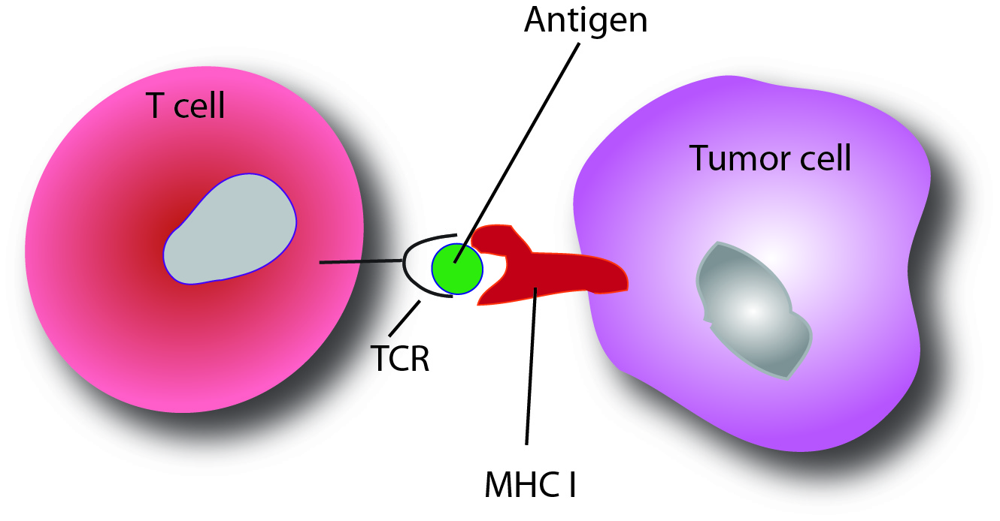 Antigen
T cell
Tumor cell
TCR
MHC I